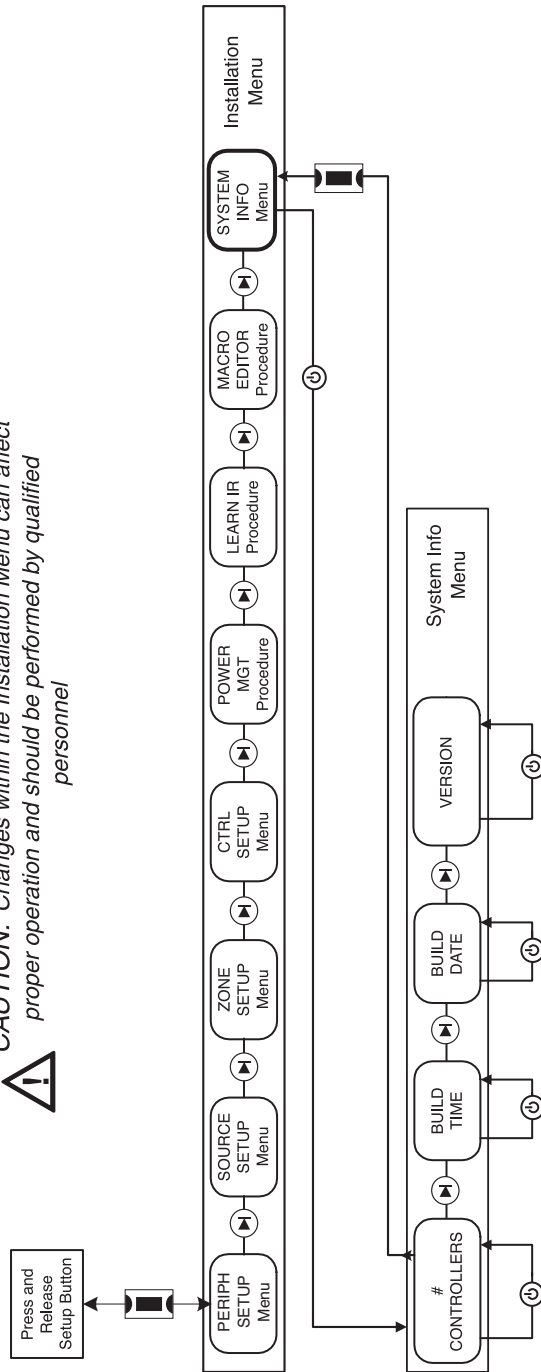 CAUTION: Changes within the Installation Menu can affect
proper operation and should be performed by qualified
personnel
Press and
Release
Setup Button
PERIPH
SETUP
Menu
SOURCE
SETUP
Menu
ZONE
SETUP
Menu
CTRL
SETUP
Menu
POWER
MGT
Procedure
LEARN IR
Procedure
MACRO
EDITOR
Procedure
SYSTEM
INFO
Menu
Installation
Menu
#
CONTROLLERS
BUILD
TIME
BUILD
DATE
VERSION
System Info
Menu